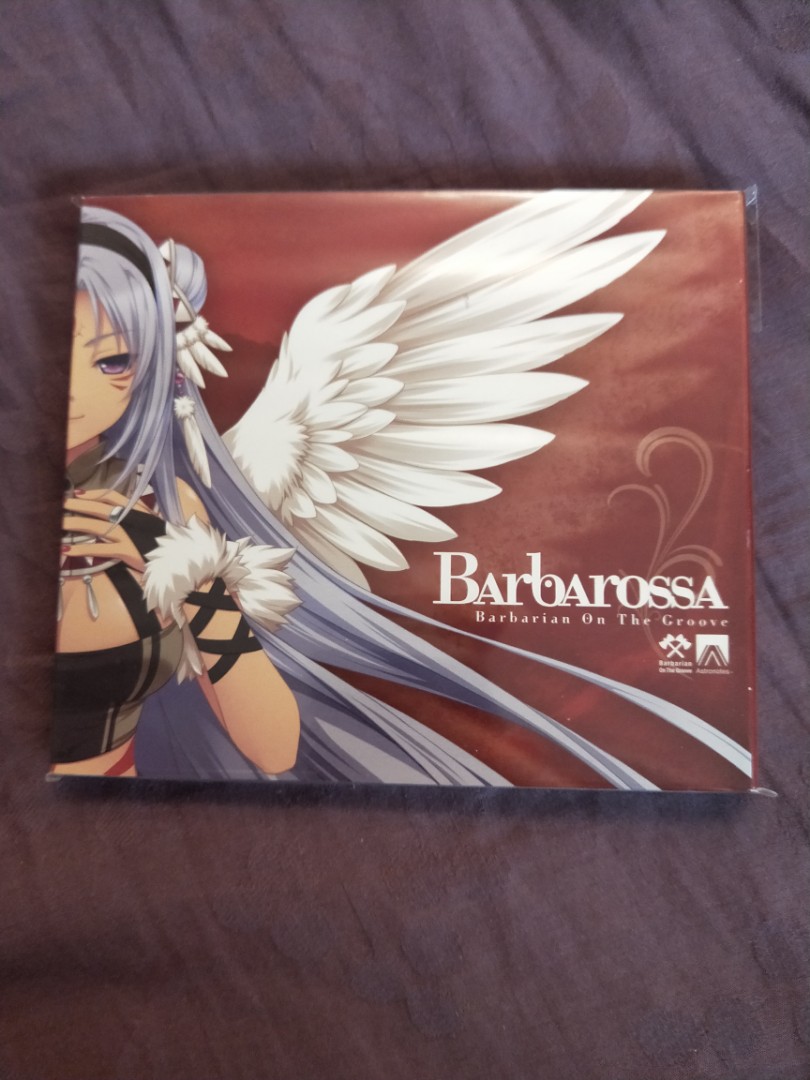 Barbarossa
Barbarian On The Groove
Barbarian
On The Groove
Astronotes